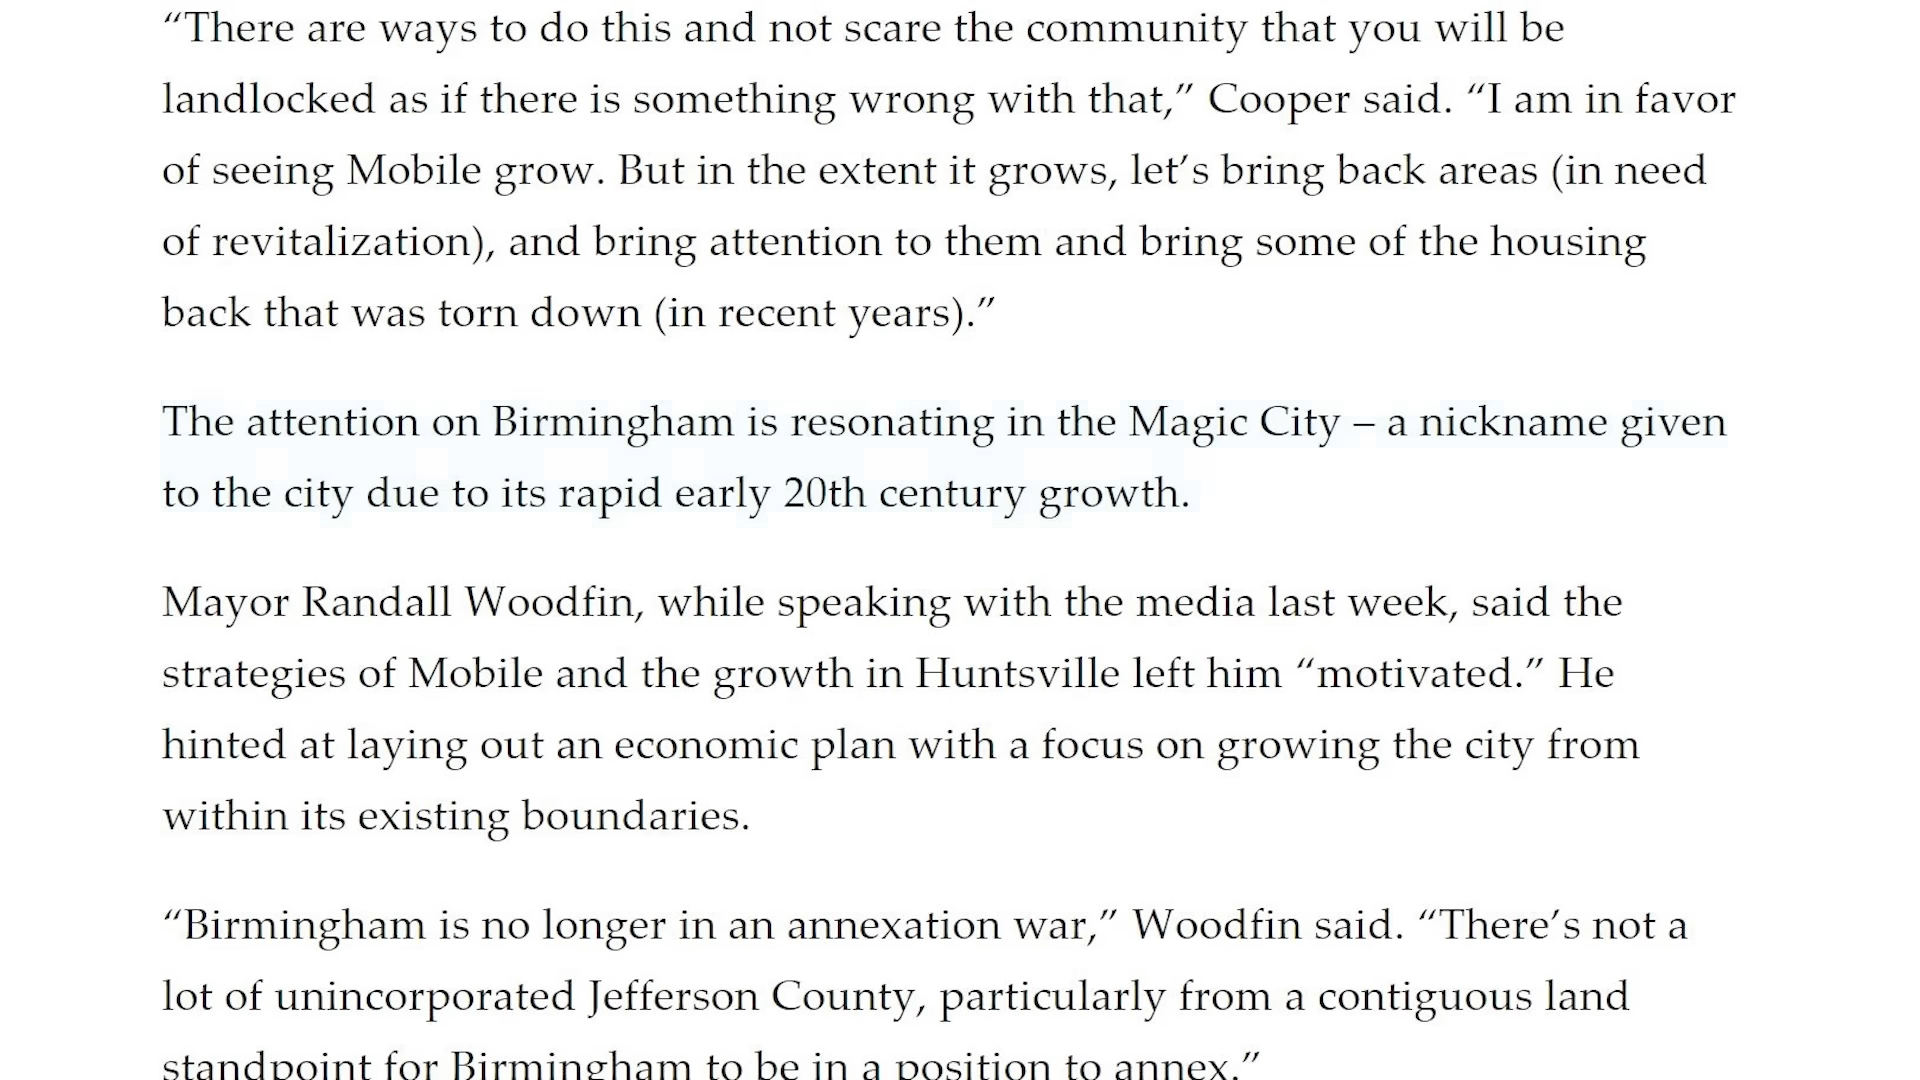 “There are ways to do this and not scare the community that you will be
landlocked as if there is something wrong with that,” Cooper said. “I am in favor
of seeing Mobile grow. But in the extent it grows, let’s bring back areas (in need
of revitalization), and bring attention to them and bring some of the housing
back that was torn down (in recent years).”
The attention on Birmingham is resonating in the Magic City – a nickname given
to the city due to its rapid early 20th century growth.
Mayor Randall Woodfin, while speaking with the media last week, said the
strategies of Mobile and the growth in Huntsville left him “motivated.” He
hinted at laying out an economic plan with a focus on growing the city from
within its existing boundaries.
“Birmingham is no longer in an annexation war,” Woodfin said. “There’s not a
lot of unincorporated Jefferson County, particularly from a contiguous land
standpoint for Birmingham to be in a position to annex.”